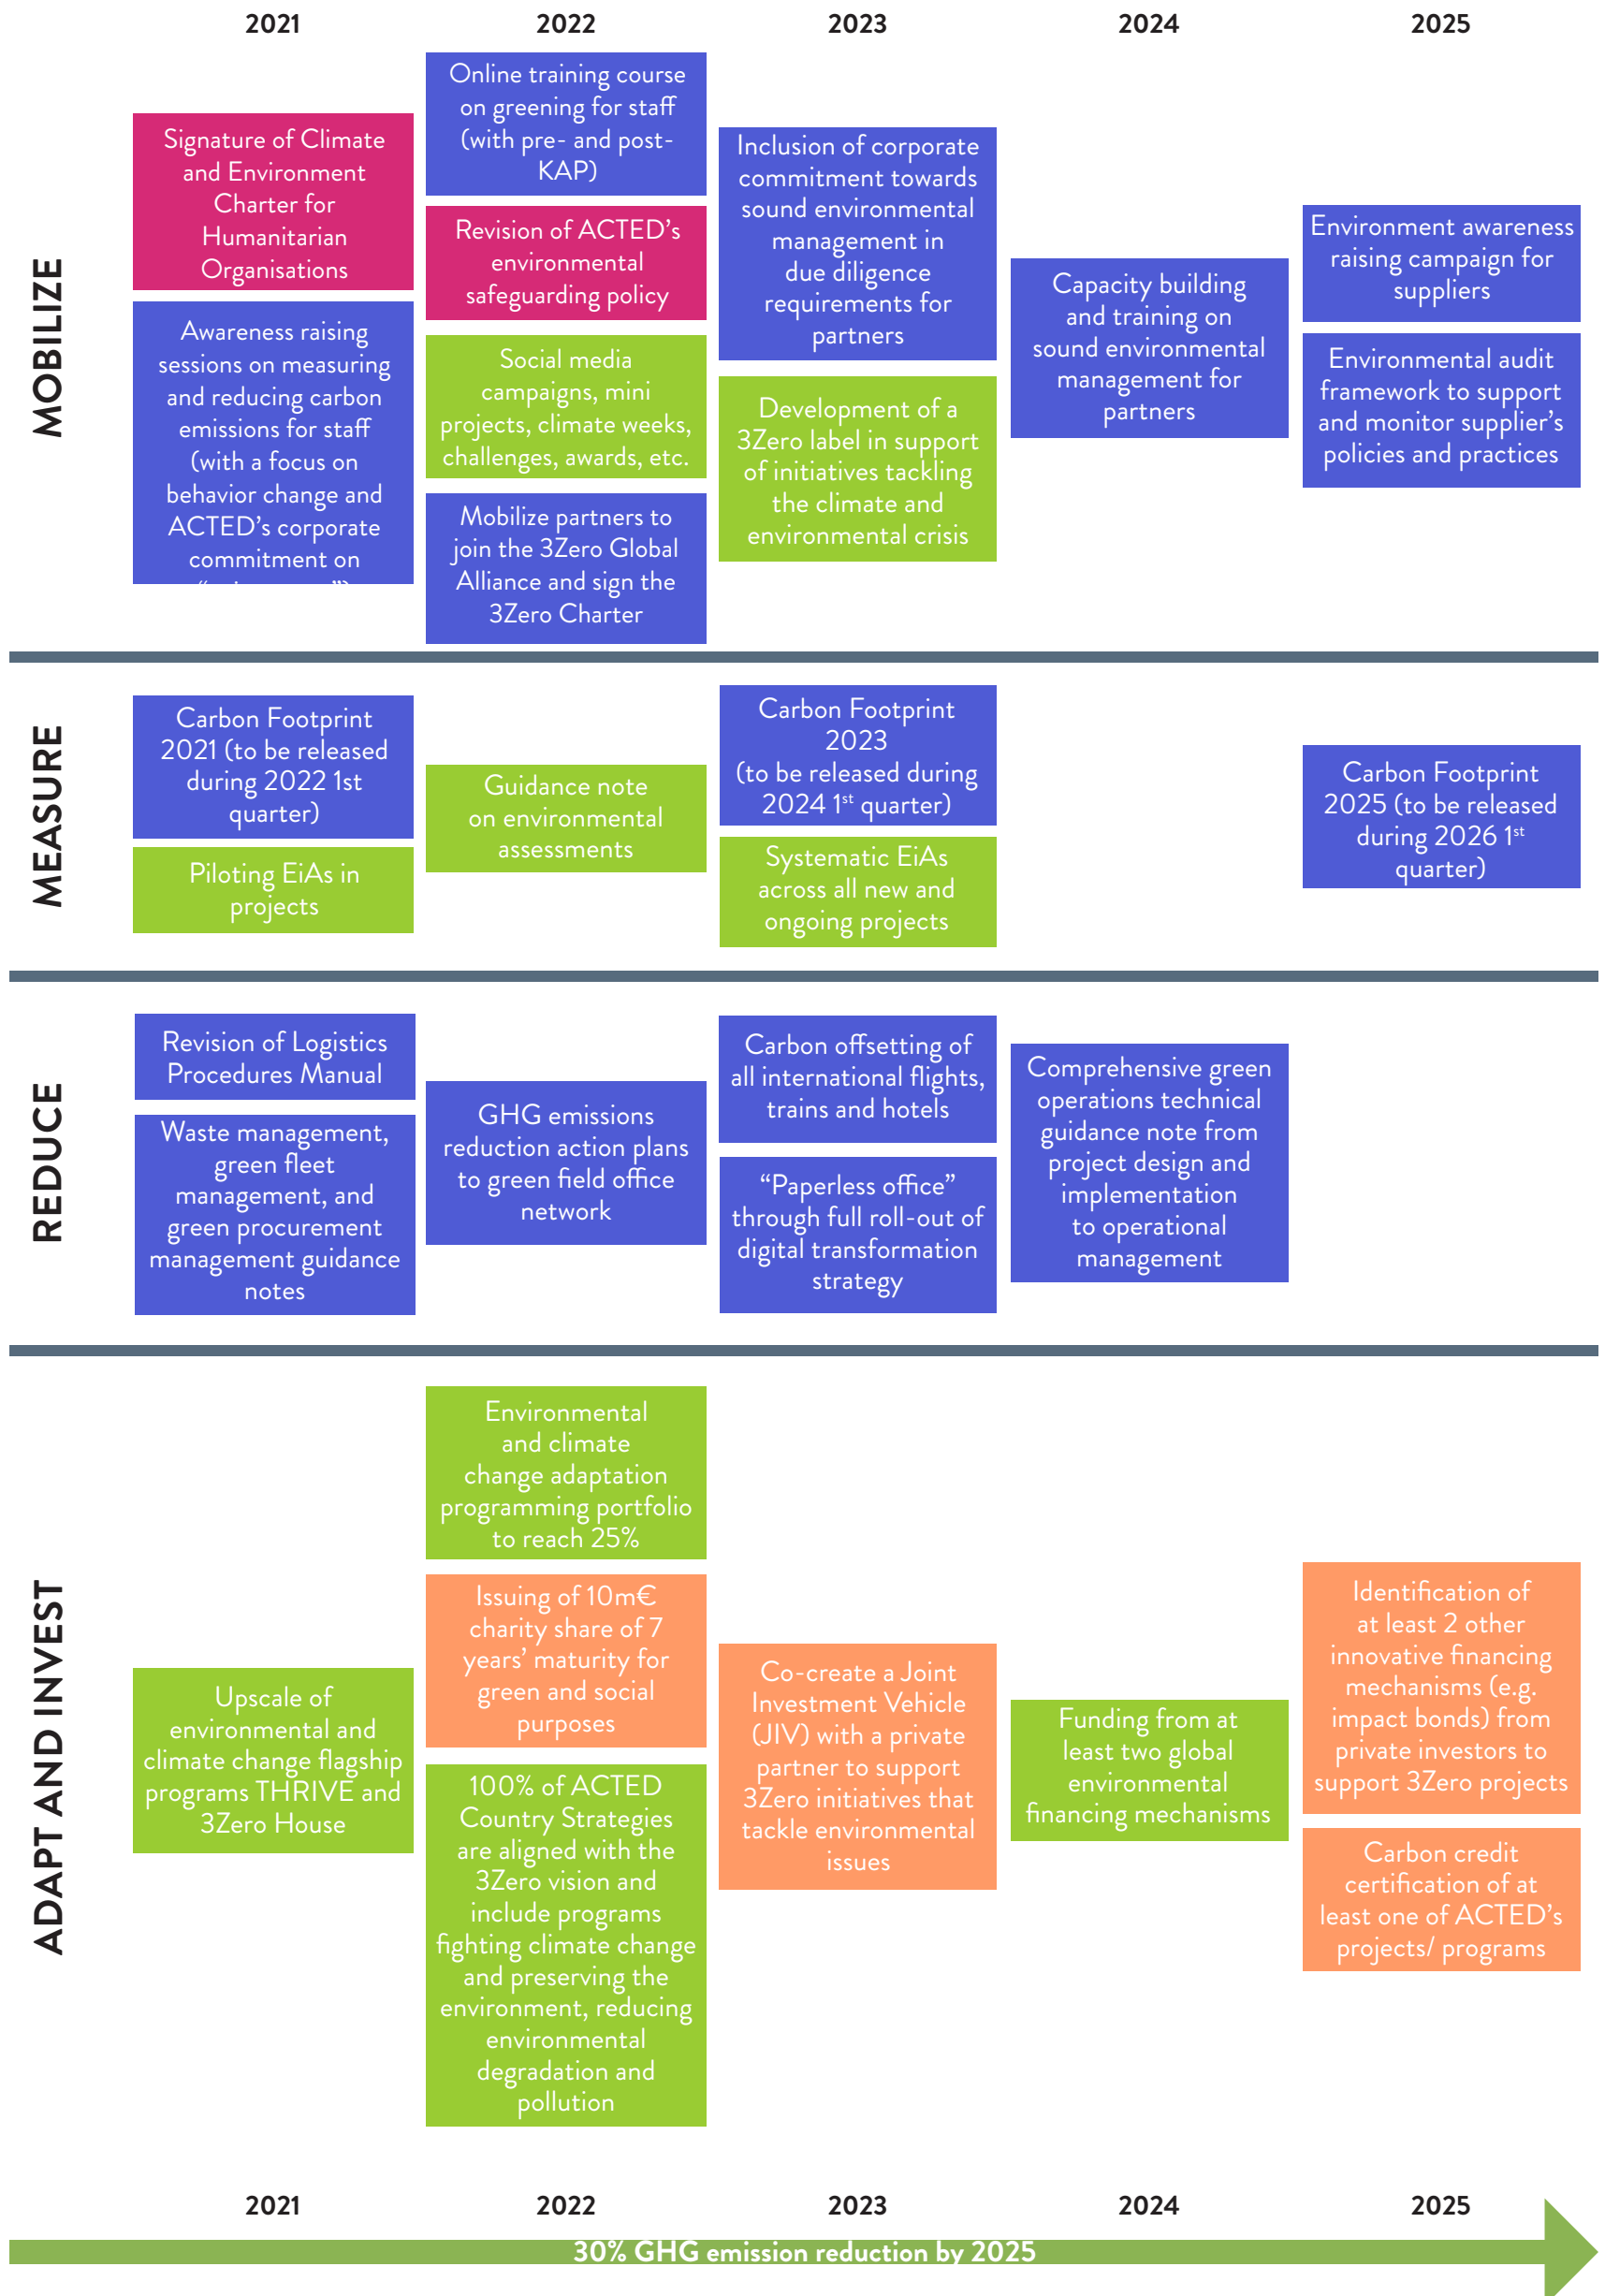 2021
2022
2023
2024
2025
MOBILIZE
Signature of Climate
and Environment
Charter for
Humanitarian
Organisations
Awareness raising
sessions on measuring
and reducing carbon
emissions for staff
(with a focus on
behavior change and
ACTED's corporate
commitment on
Online training course
on greening for staff
(with pre- and post-
KAP)
Revision of ACTED's
environmental
safeguarding policy
Social media
campaigns, mini
projects, climate weeks,
challenges, awards, etc.
Mobilize partners to
join the 3Zero Global
Alliance and sign the
3Zero Charter
Inclusion of corporate
commitment towards
sound environmental
management in
due diligence
requirements for
partners
Development of a
3Zero label in support
of initiatives tackling
the climate and
environmental crisis
Capacity building
and training on
sound environmental
management for
partners
Environment awareness
raising campaign for
suppliers
Environmental audit
framework to support
and monitor supplier's
policies and practices
MEASURE
Carbon Footprint
2021 (to be released
during 2022 1st
quarter)
Piloting EiAs in
projects
Guidance note
on environmental
assessments
Carbon Footprint
2023
(to be released during
2024 1st quarter)
Systematic EiAs
across all new and
ongoing projects
Carbon Footprint
2025 (to be released
during 2026 1st
quarter)
REDUCE
Revision of Logistics
Procedures Manual
Waste management,
green fleet
management, and
green procurement
management guidance
notes
GHG emissions
reduction action plans
to green field office
network
Carbon offsetting of
all international flights,
trains and hotels
“Paperless office”
through full roll-out of
digital transformation
strategy
Comprehensive green
operations technical
guidance note from
project design and
implementation
to operational
management
ADAPT AND INVEST
Upscale of
environmental and
climate change flagship
programs THRIVE and
3Zero House
Environmental
and climate
change adaptation
programming portfolio
to reach 25%
Issuing of 10m€
charity share of 7
years' maturity for
green and social
purposes
100% of ACTED
Country Strategies
are aligned with the
3Zero vision and
include programs
fighting climate change
and preserving the
environment, reducing
environmental
degradation and
pollution
Co-create a Joint
Investment Vehicle
(JIV) with a private
partner to support
3Zero initiatives that
tackle environmental
issues
Funding from at
least two global
environmental
financing mechanisms
Identification of
at least 2 other
innovative financing
mechanisms (e.g.
impact bonds) from
private investors to
support 3Zero projects
Carbon credit
certification of at
least one of ACTED's
projects/ programs
2021
2022
2023
2024
2025
30% GHG emission reduction by 2025